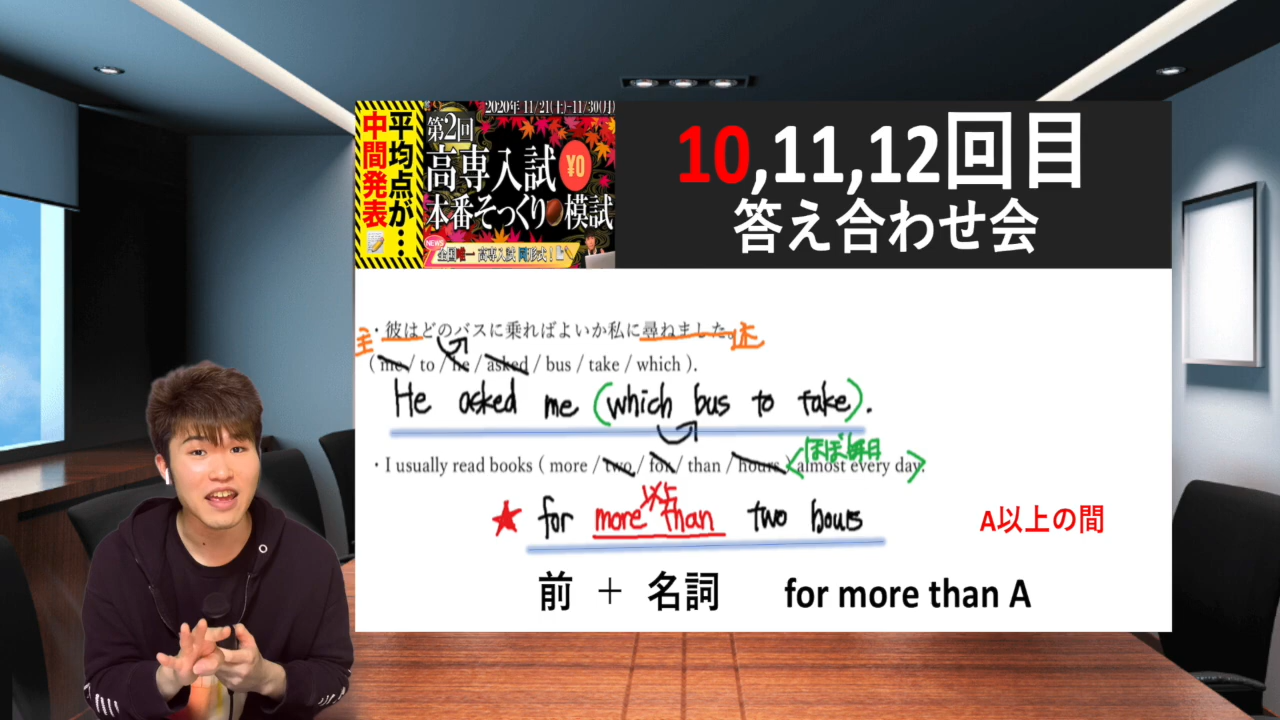 平均点が…
中間発表
2020年 11/21(土)-11/30(月)
第2回
高専入試
¥0
本番そっくり模試
NEWS
全国唯一 高専入試 同形式!
10,11,12回目
答え合わせ会
・彼はどのバスに乗ればよいか私に尋ねました。
主
( me / to / he / asked / bus / take / which ).
He asked me (which bus to take).
ほぼ毎日
・I usually read books ( more / two / for / than / hours ) almost every day.
以上
★ for more than two hours
A以上の間
前 + 名詞 for more than A